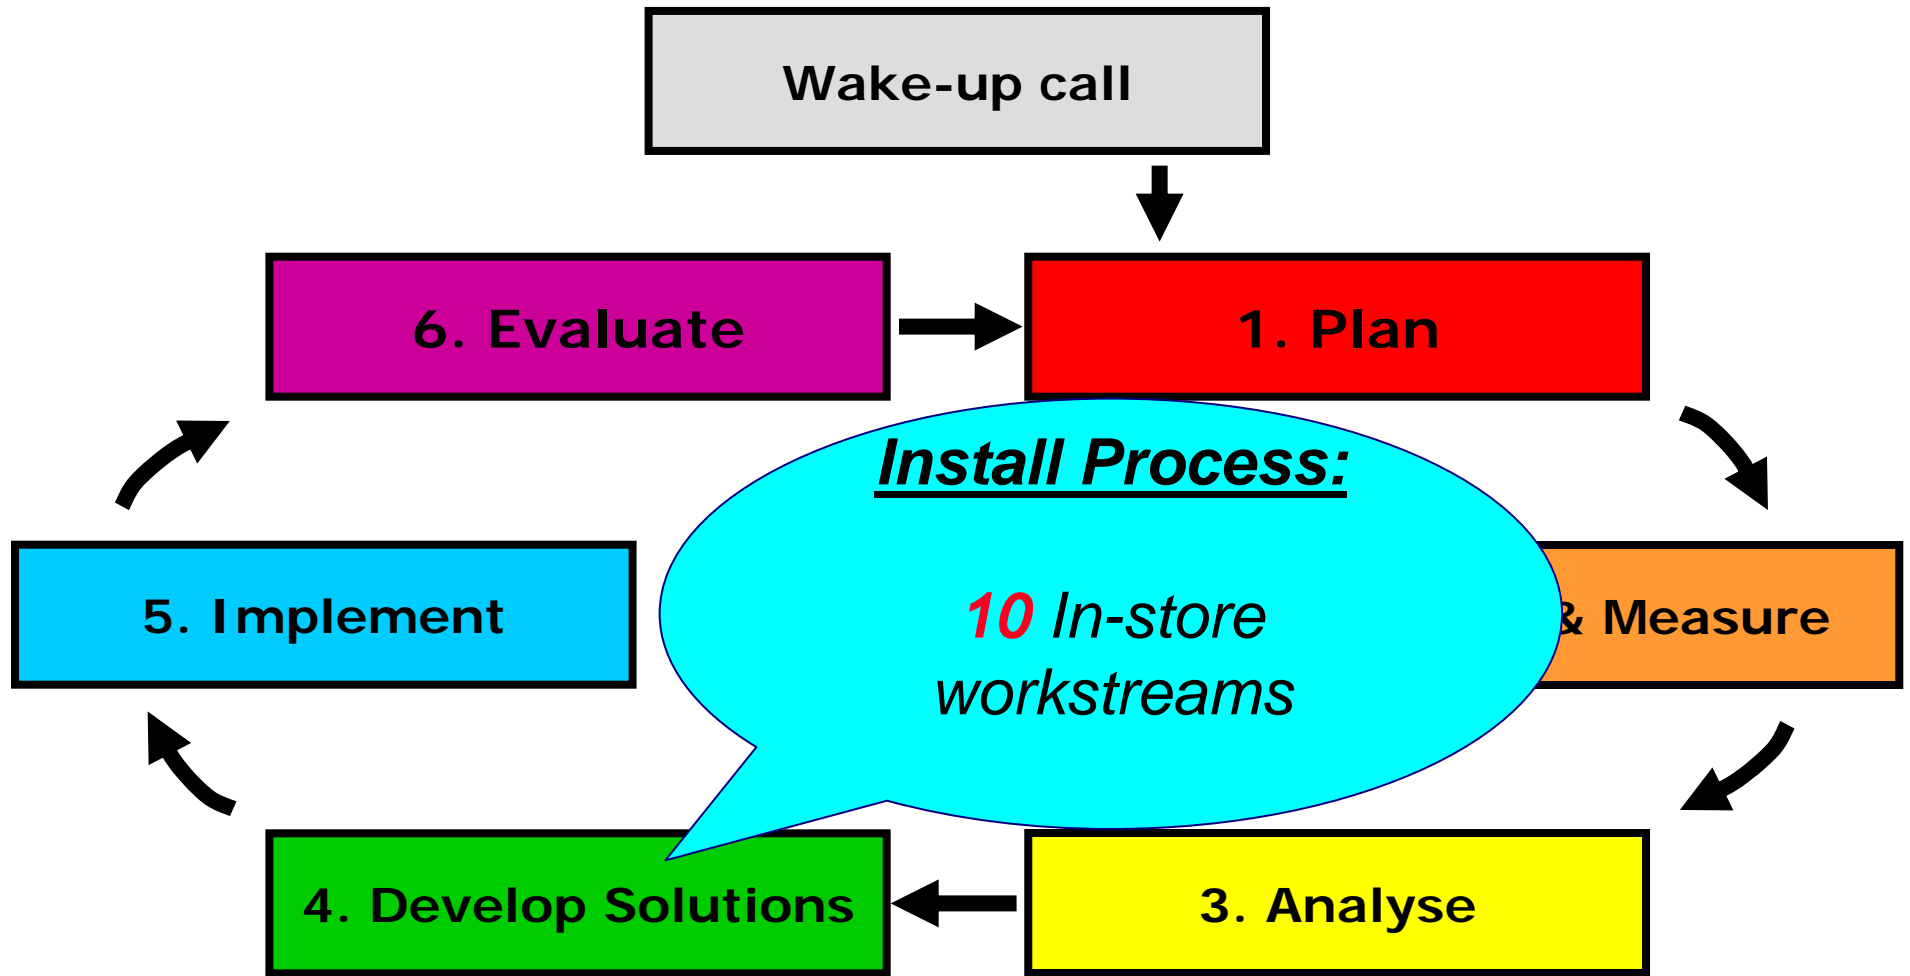 Wake-up call
6. Evaluate
1. Plan
Install Process:
5. Implement
10 In-store
& Measure
workstreams
4. Develop Solutions
3. Analyse